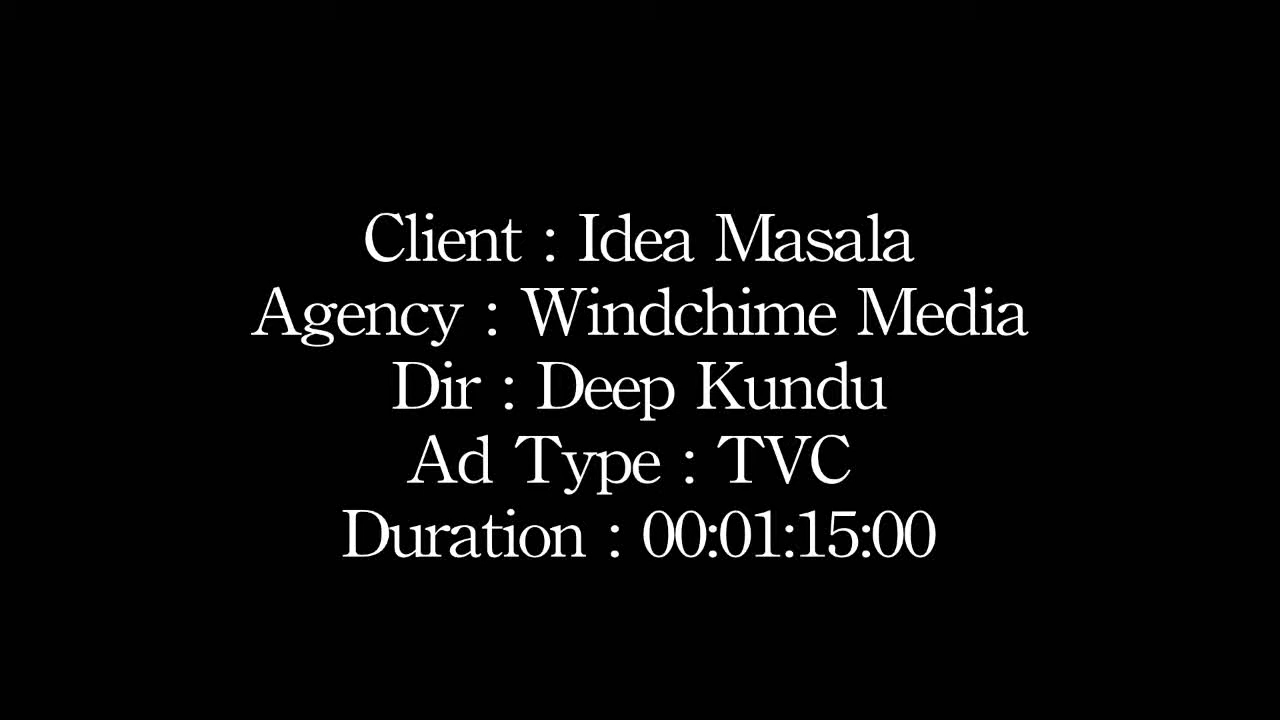 Client : Idea Masala
Agency : Windchime Media
Dir : Deep Kundu
Ad Type : TVC
Duration : 00:01:15:00